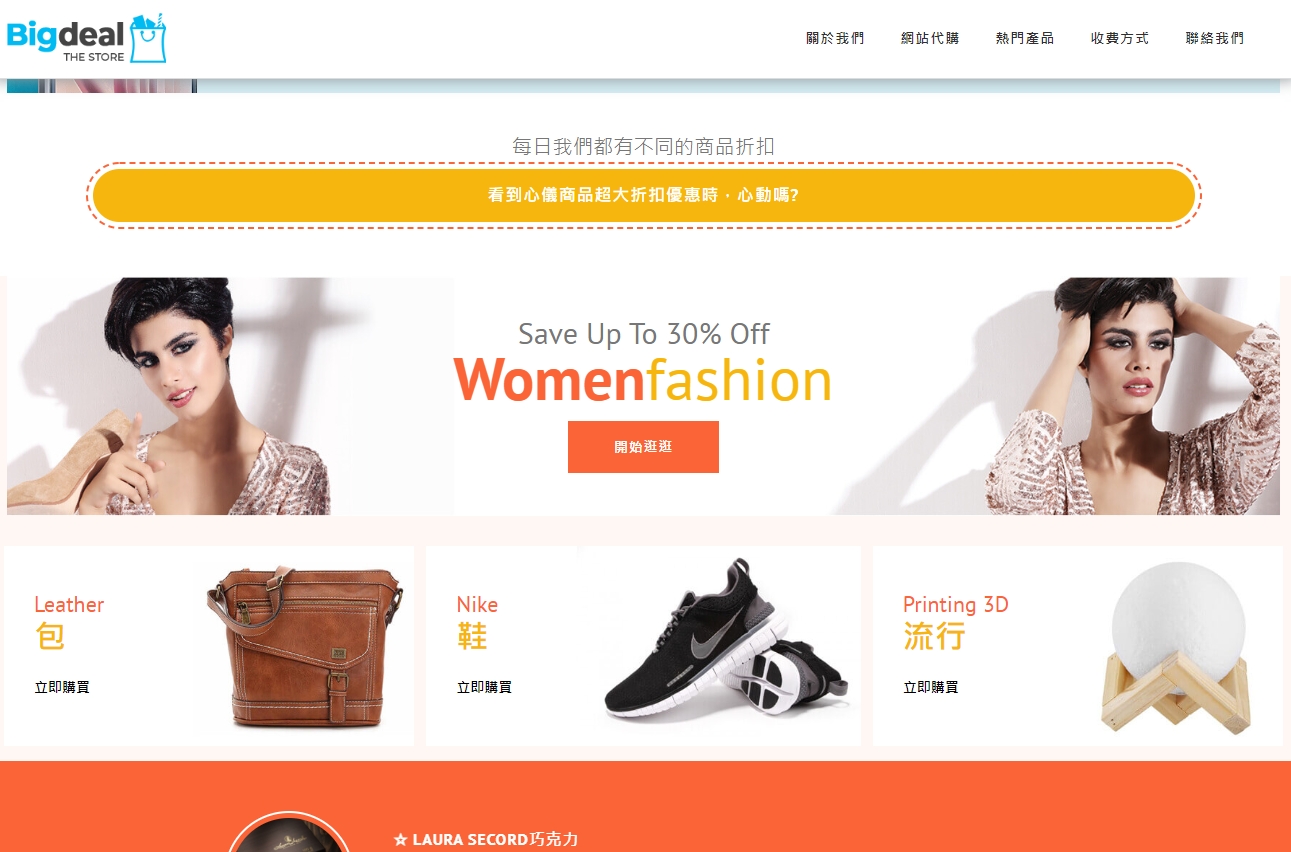 Bigdeal
THE STORE
關於我們 網站代購 熱門產品 收费方式 聯絡我們
每日我們都有不同的商品折扣
看到心儀商品超大折扣優惠時，心動嗎?
Save Up To 30% Off
Womenfashion
開始逛逛
Leather
包
立即購買
Nike
鞋
立即購買
Printing 3D
流行
立即購買
☆ LAURA SECORD巧克力